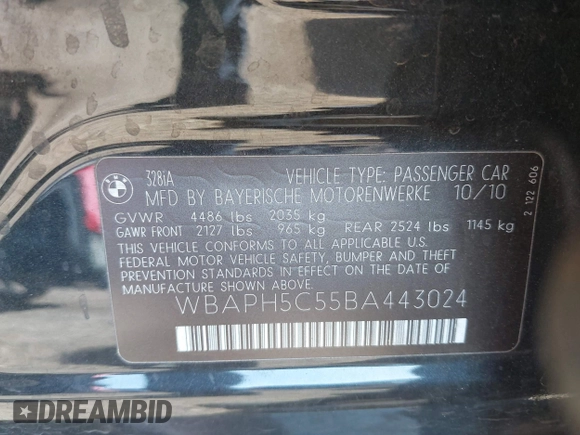 BMW
328iA
VEHICLE TYPE: PASSENGER CAR
MFD BY BAYERISCHE MOTORENWERKE 10/10
GVWR 4486 lbs 2035 kg
GAWR FRONT 2127 lbs 965 kg REAR 2524 lbs 1145 kg
THIS VEHICLE CONFORMS TO ALL APPLICABLE U.S.
FEDERAL MOTOR VEHICLE SAFETY, BUMPER AND THEFT
PREVENTION STANDARDS IN EFFECT ON THE DATE
OF MANUFACTURE SHOWN ABOVE.
WBAPH5C55BA443024
2 122 606
DREAMBID